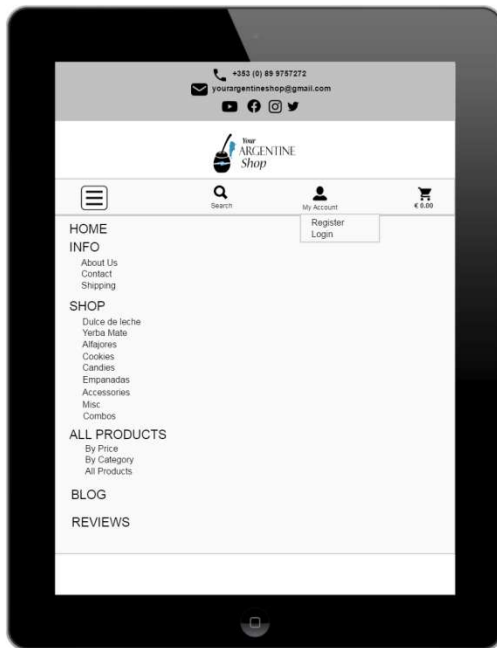 +353 (0) 89 9757272
yourargentineshop@gmail.com
Your
ARGENTINE
Shop
Search
My Account
€ 0.00
Register
Login
HOME
INFO
About Us
Contact
Shipping
SHOP
Dulce de leche
Yerba Mate
Alfajores
Cookies
Candies
Empanadas
Accessories
Misc
Combos
ALL PRODUCTS
By Price
By Category
All Products
BLOG
REVIEWS